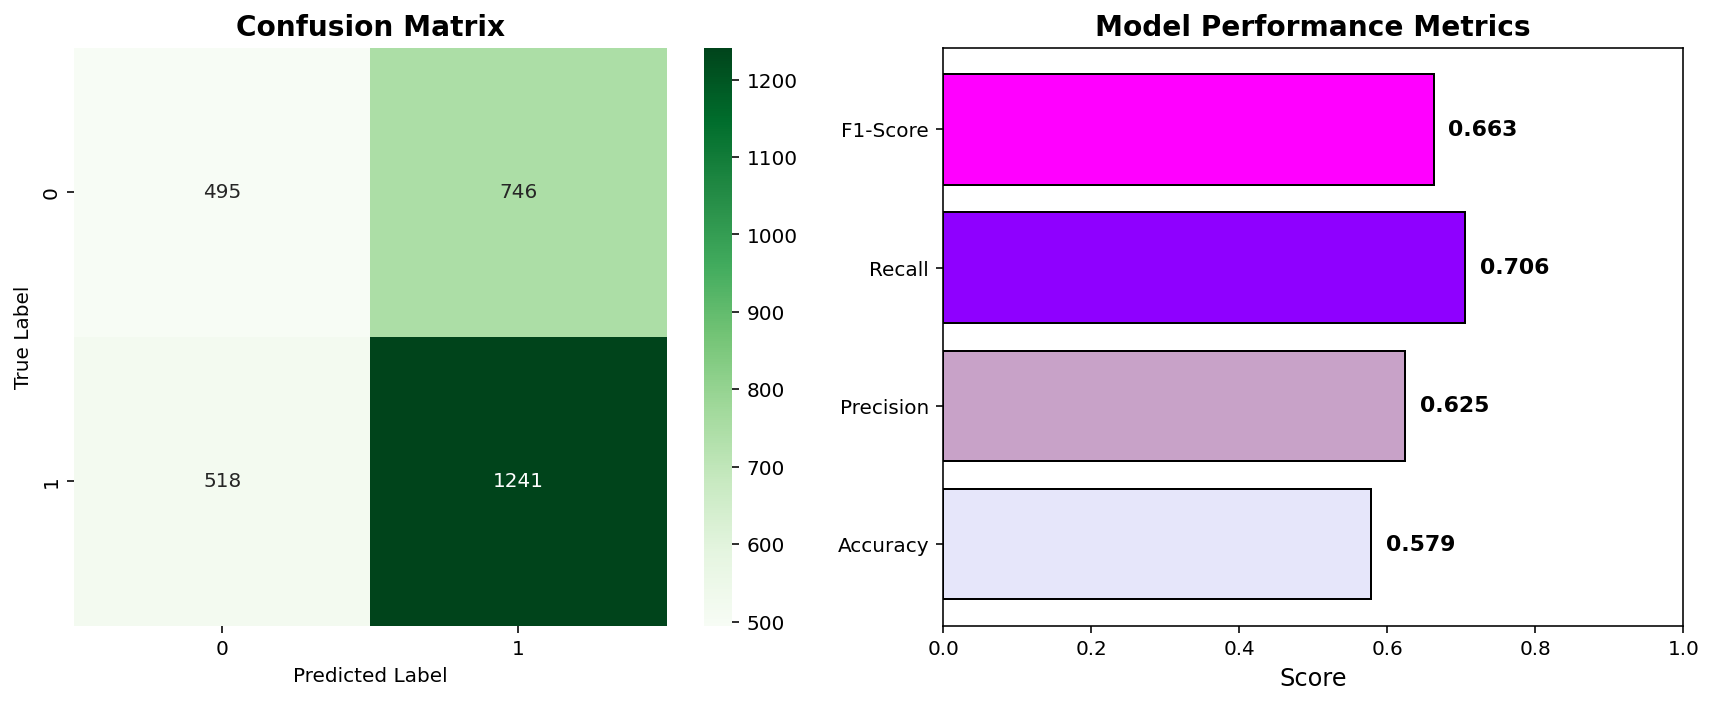 Confusion Matrix
495 746
518 1241
0
1
True Label
0 1
Predicted Label
1200
1100
1000
900
800
700
600
500
Model Performance Metrics
F1-Score 0.663
Recall 0.706
Precision 0.625
Accuracy 0.579
0.0 0.2 0.4 0.6 0.8 1.0
Score